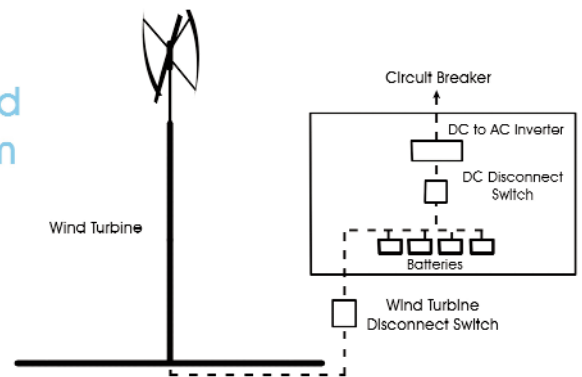 Circuit Breaker
DC to AC Inverter
DC Disconnect
Switch
Wind Turbine
Batteries
Wind Turbine
Disconnect Switch